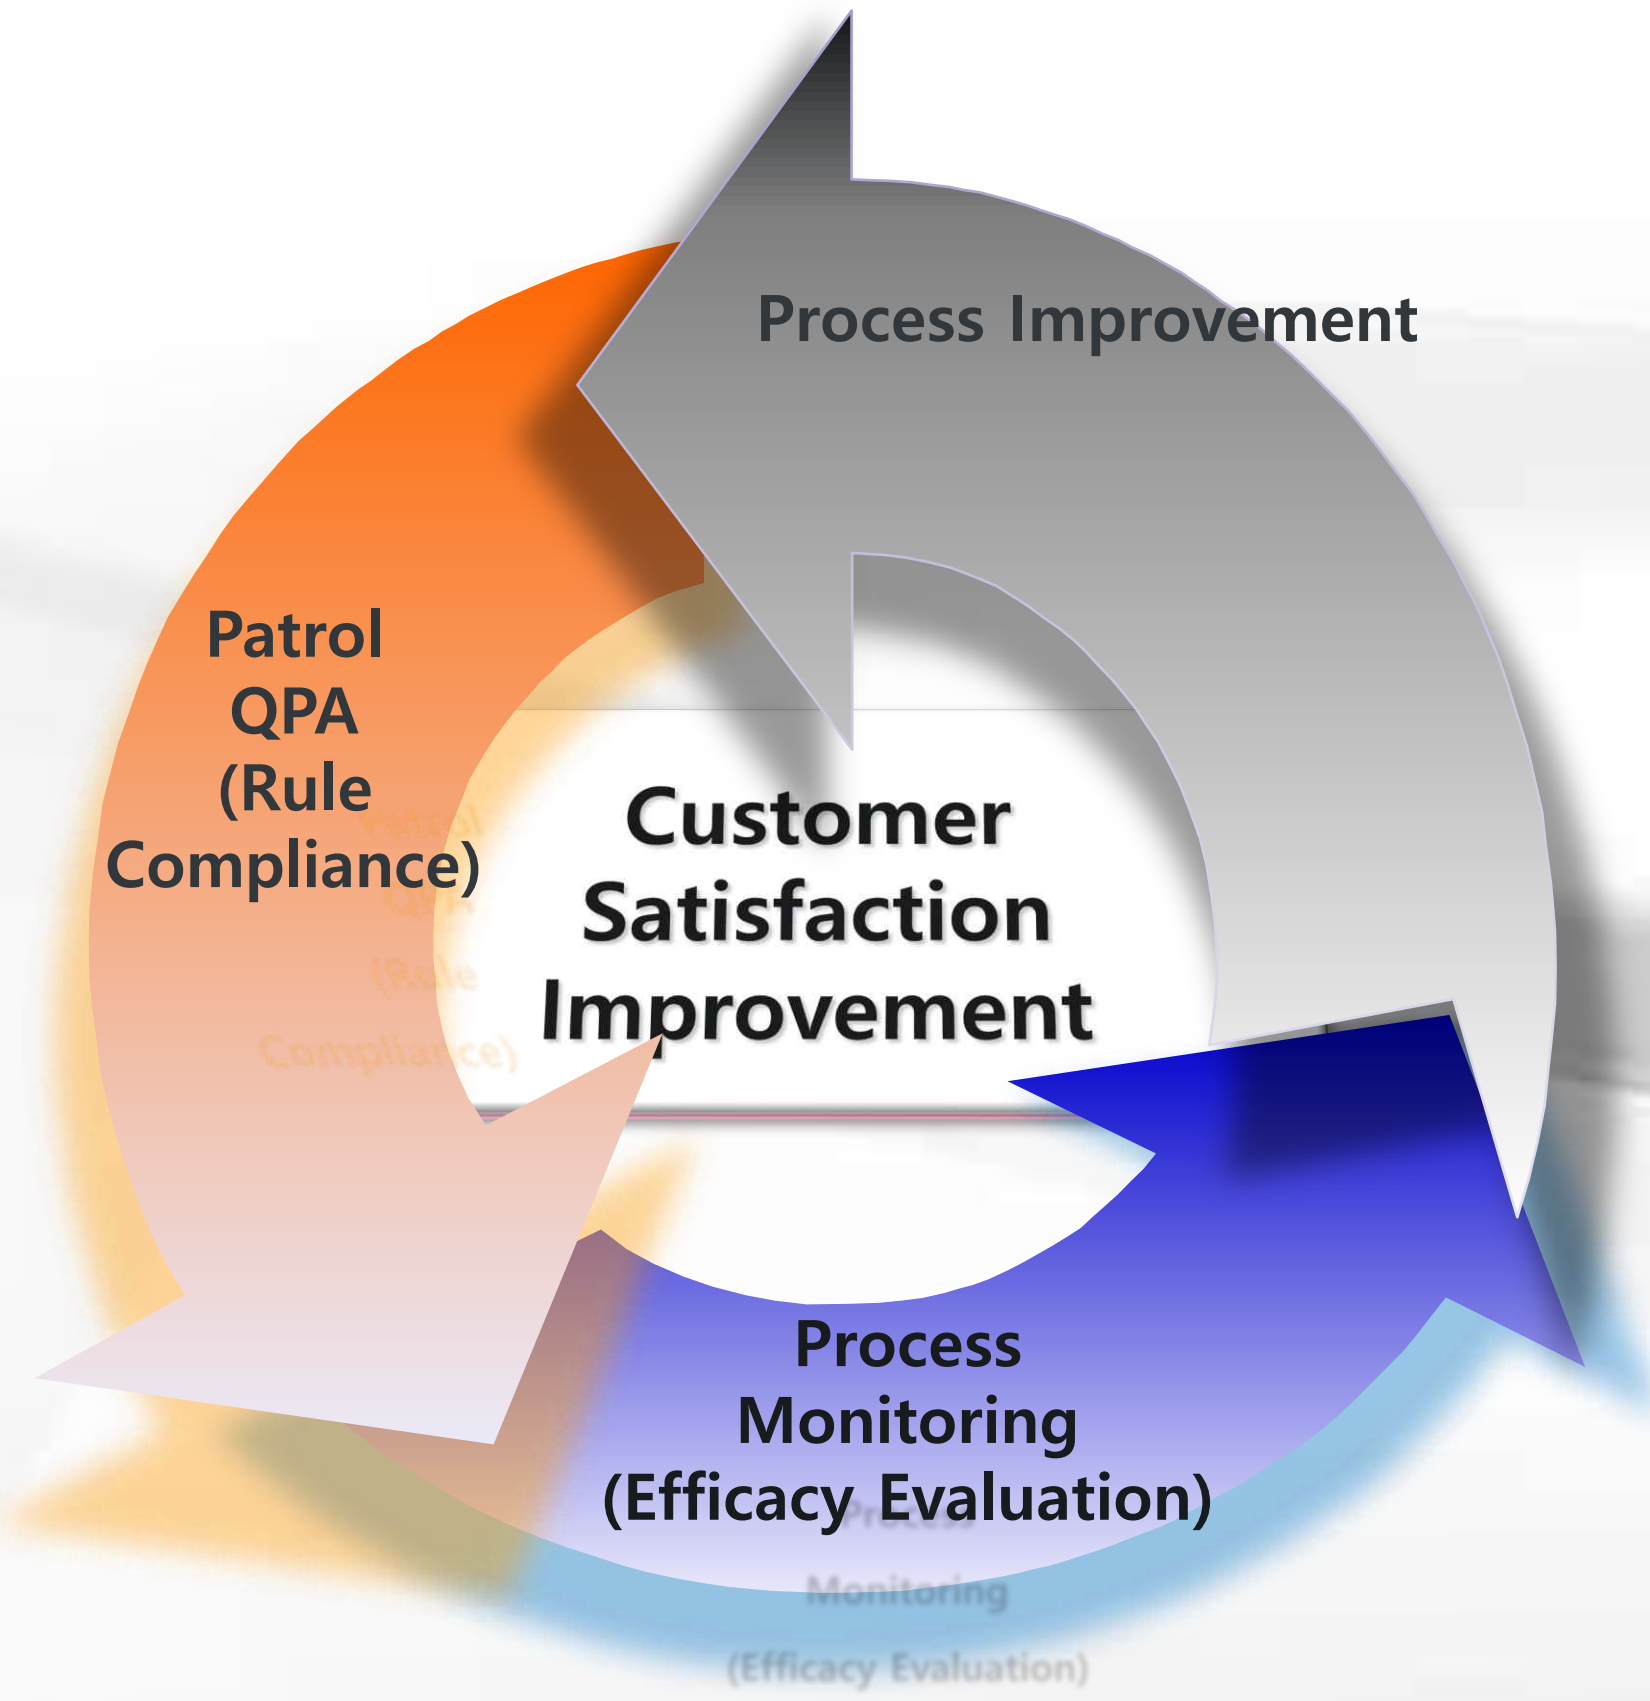 Process Improvement
Patrol
QPA
(Rule
Compliance)
Customer
Satisfaction
Improvement
Process
Monitoring
(Efficacy Evaluation)